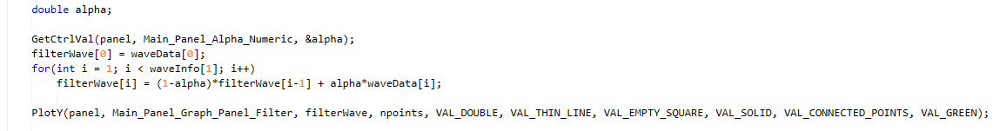 double alpha;
GetCtrlVal(panel, Main_Panel_Alpha_Numeric, &alpha);
filterWave[0] = waveData[0];
for(int i = 1; i < waveInfo[1]; i++)
filterWave[i] = (1-alpha)*filterWave[i-1] + alpha*waveData[i];
PlotY(panel, Main_Panel_Graph_Panel_Filter, filterWave, npoints, VAL_DOUBLE, VAL_THIN_LINE, VAL_EMPTY_SQUARE, VAL_SOLID, VAL_CONNECTED_POINTS, VAL_GREEN);